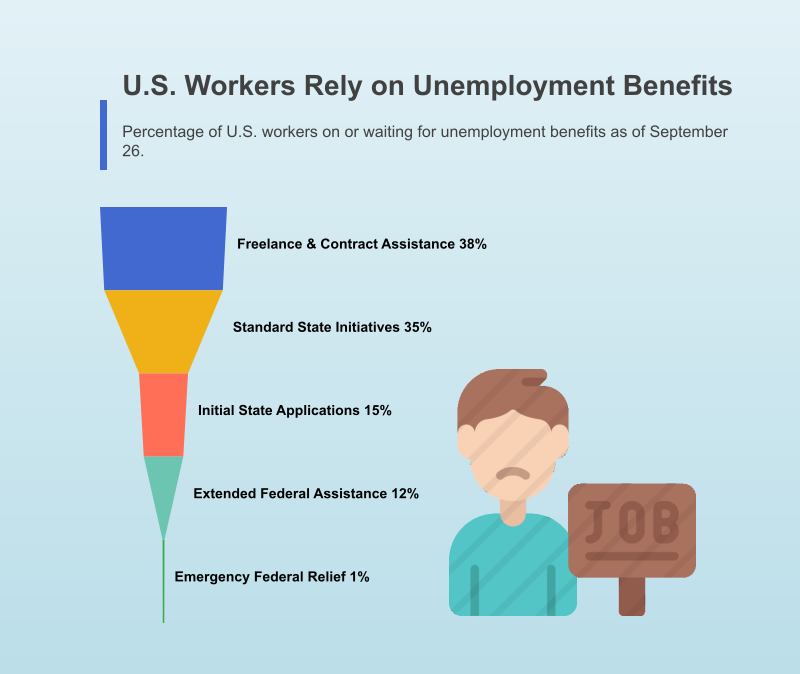 U.S. Workers Rely on Unemployment Benefits
Percentage of U.S. workers on or waiting for unemployment benefits as of September
26.
Freelance & Contract Assistance 38%
Standard State Initiatives 35%
Initial State Applications 15%
Extended Federal Assistance 12%
Emergency Federal Relief 1%
JOB